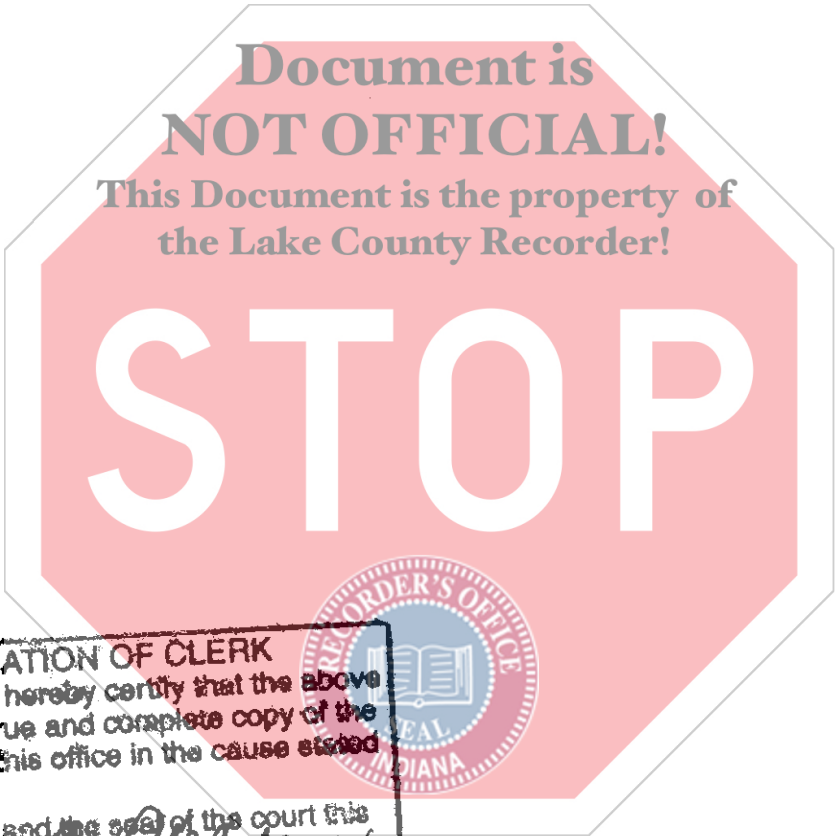 Document is
NOT OFFICIAL!
This Document is the property of
the Lake County Recorder!
STOP
RECORDER'S OFFICE
SEAL
INDIANA
ATION OF CLERK
hereby certify that the above
rue and complete copy of the
this office in the cause stated
and the seal of the court this